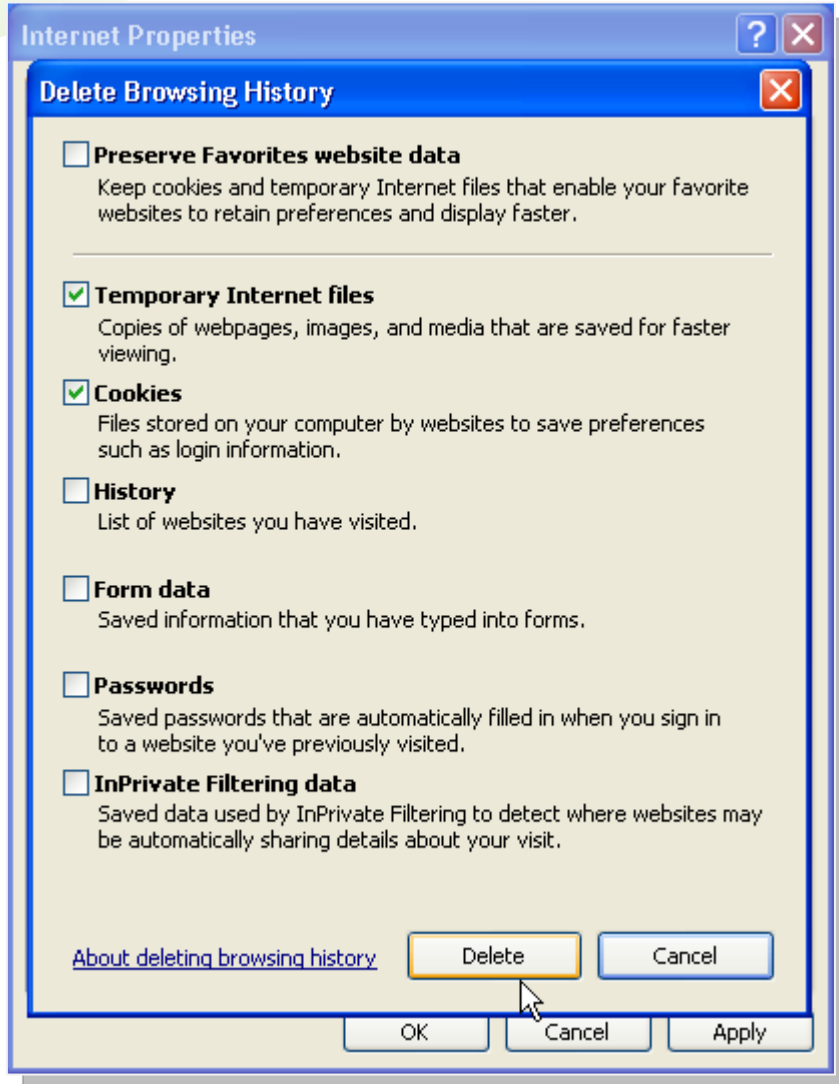 Internet Properties
Delete Browsing History
Preserve Favorites website data
Keep cookies and temporary Internet files that enable your favorite
websites to retain preferences and display faster.
Temporary Internet files
Copies of webpages, images, and media that are saved for faster
viewing.
Cookies
Files stored on your computer by websites to save preferences
such as login information.
History
List of websites you have visited.
Form data
Saved information that you have typed into forms.
Passwords
Saved passwords that are automatically filled in when you sign in
to a website you've previously visited.
InPrivate Filtering data
Saved data used by InPrivate Filtering to detect where websites may
be automatically sharing details about your visit.
About deleting browsing history Delete Cancel
OK Cancel Apply